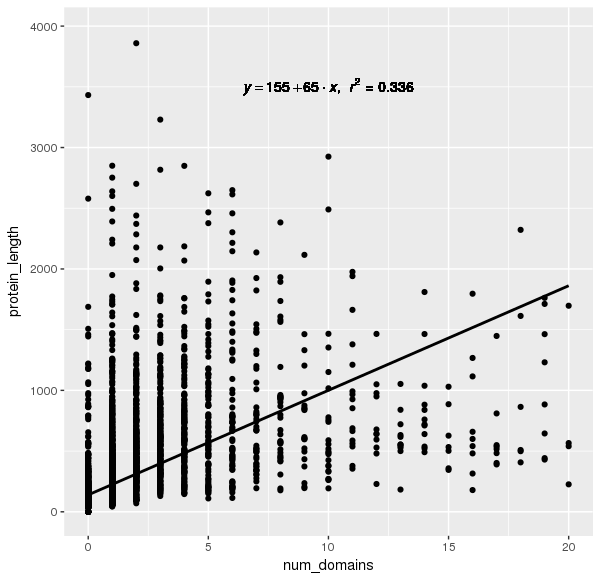 4000
3000
2000
1000
0
protein_length
y = 155 + 65 · x, r² = 0.336
0 5 10 15 20
num_domains